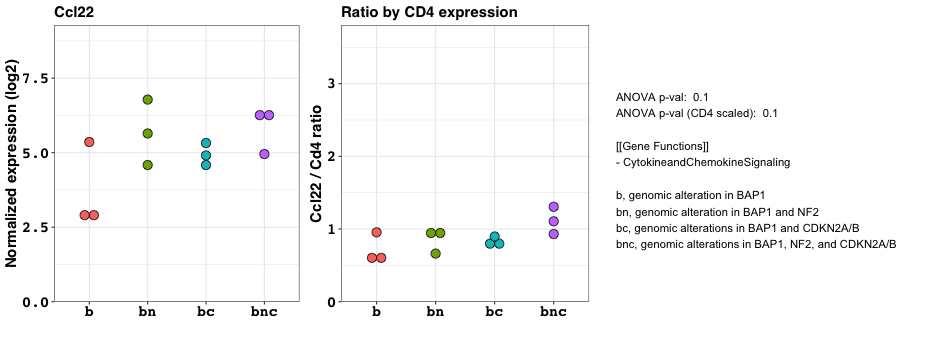 Ccl22
Normalized expression (log2)
7.5
5.0
2.5
0.0
b bn bc bnc
Ratio by CD4 expression
Ccl22 / Cd4 ratio
3
2
1
0
b bn bc bnc
ANOVA p-val: 0.1
ANOVA p-val (CD4 scaled): 0.1
[[Gene Functions]]
- CytokineandChemokineSignaling
b, genomic alteration in BAP1
bn, genomic alteration in BAP1 and NF2
bc, genomic alterations in BAP1 and CDKN2A/B
bnc, genomic alterations in BAP1, NF2, and CDKN2A/B